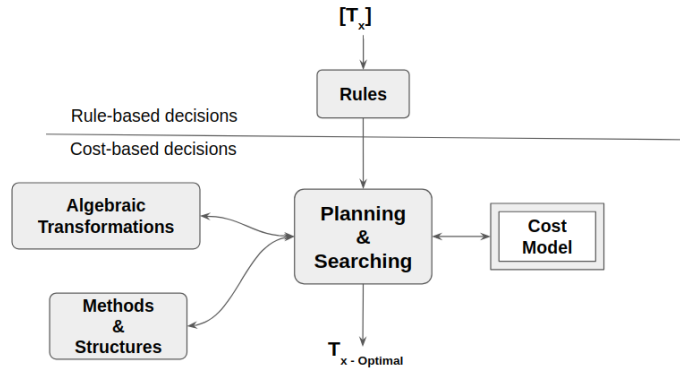 [Tx]
Rules
Rule-based decisions
Cost-based decisions
Algebraic
Transformations
Planning
&
Searching
Cost
Model
Methods
&
Structures
Tx - Optimal